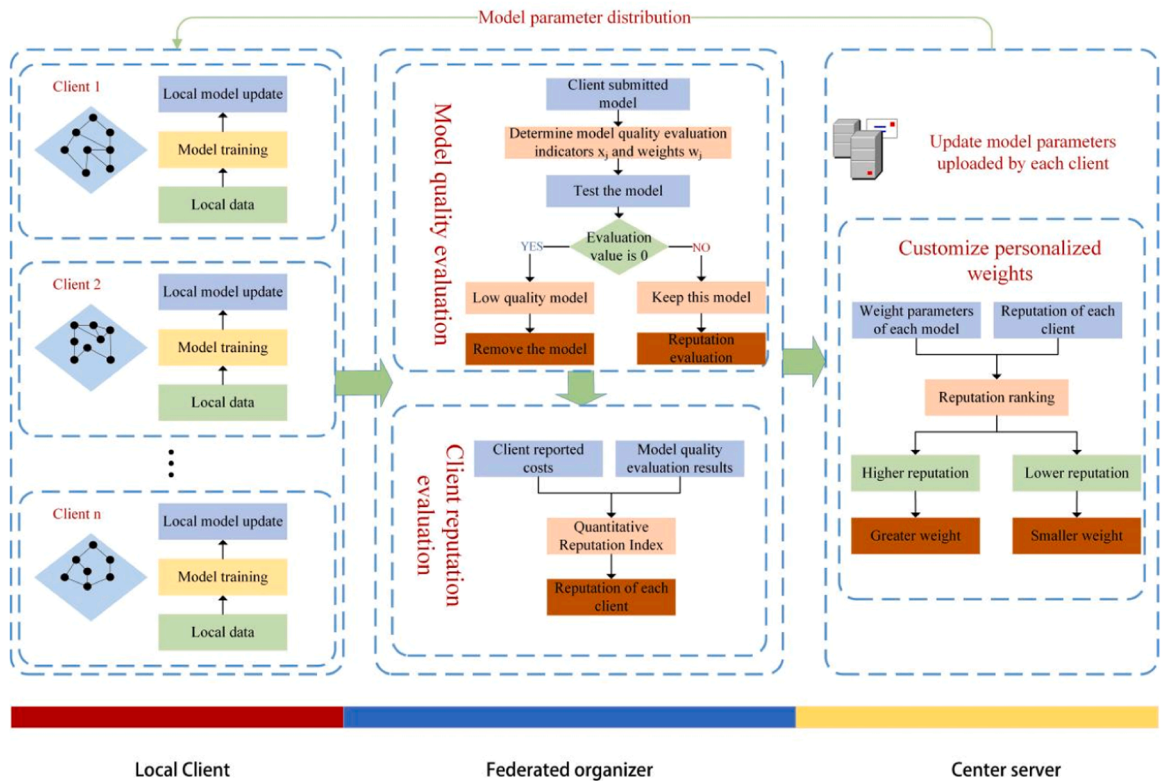 Model parameter distribution
Client 1
Local model update
Model training
Local data
Client 2
Local model update
Model training
Local data
Client n
Local model update
Model training
Local data
Model quality evaluation
Client submitted
model
Determine model quality evaluation
indicators xj and weights wj
Test the model
Evaluation
value is 0
YES
NO
Low quality model
Keep this model
Remove the model
Reputation
evaluation
Client reputation
evaluation
Client reported
costs
Model quality
evaluation results
Quantitative
Reputation Index
Reputation of each
client
Update model parameters
uploaded by each client
Customize personalized
weights
Weight parameters
of each model
Reputation of each
client
Reputation ranking
Higher reputation
Lower reputation
Greater weight
Smaller weight
Local Client
Federated organizer
Center server